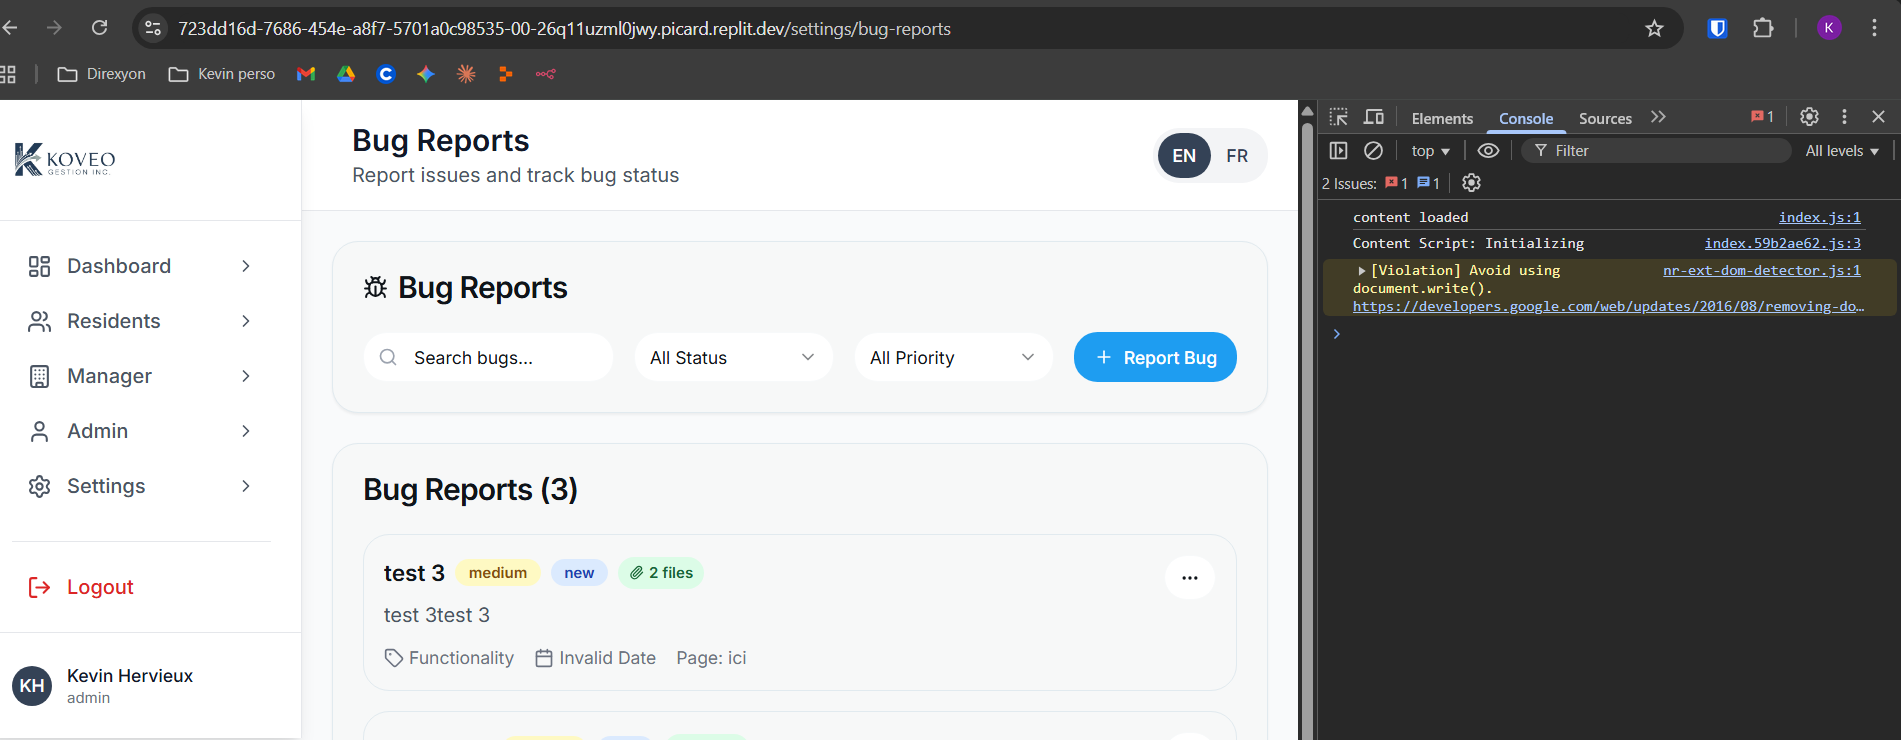 723dd16d-7686-454e-a8f7-5701a0c98535-00-26q11uzml0jwy.picard.replit.dev/settings/bug-reports
K
Direxyon
Kevin perso
KOVEO
GESTION INC.
Dashboard
Residents
Manager
Admin
Settings
Logout
KH
Kevin Hervieux
admin
Bug Reports
Report issues and track bug status
EN
FR
Bug Reports
Search bugs...
All Status
All Priority
+ Report Bug
Bug Reports (3)
test 3
medium
new
2 files
...
test 3test 3
Functionality
Invalid Date
Page: ici
Elements
Console
Sources
1
top
Filter
All levels
2 Issues: 1 1
content loaded
index.js:1
Content Script: Initializing
index.59b2ae62.js:3
[Violation] Avoid using
nr-ext-dom-detector.js:1
document.write().
https://developers.google.com/web/updates/2016/08/removing-do…